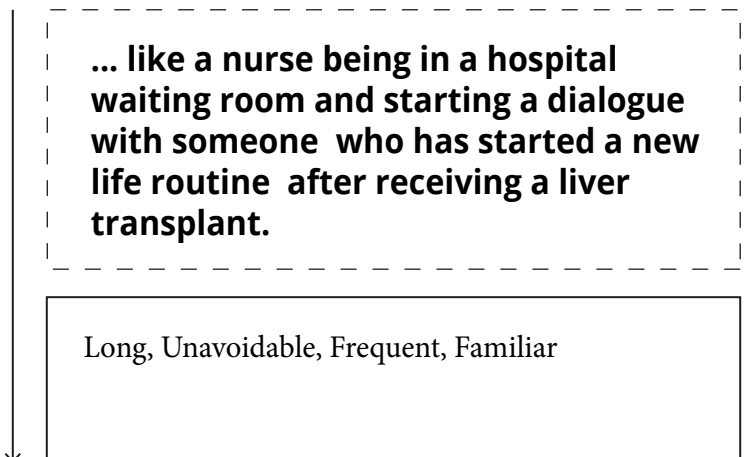 ... like a nurse being in a hospital
waiting room and starting a dialogue
with someone  who has started a new
life routine  after receiving a liver
transplant.
Long, Unavoidable, Frequent, Familiar